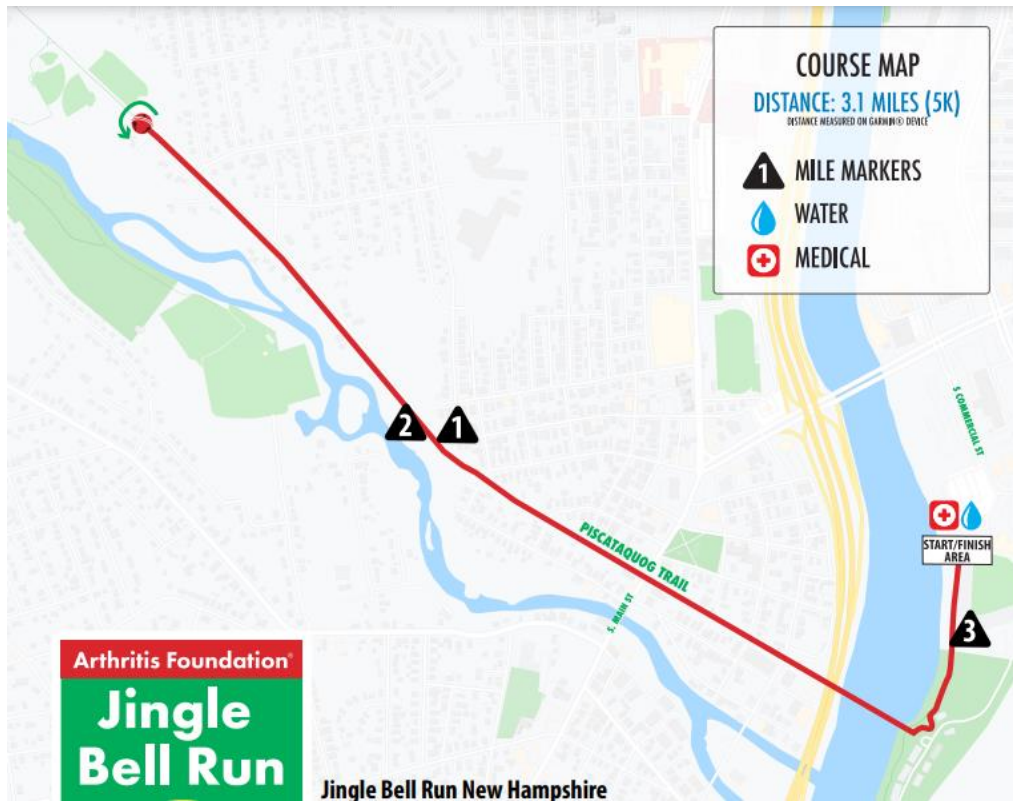 COURSE MAP
DISTANCE: 3.1 MILES (5K)
DISTANCE MEASURED ON GARMIN® DEVICE
1 MILE MARKERS
WATER
MEDICAL
2
1
S COMMERCIAL ST
START/FINISH
AREA
PISCATAQUOG TRAIL
S. MAIN ST
3
Arthritis Foundation®
Jingle
Bell Run
Jingle Bell Run New Hampshire